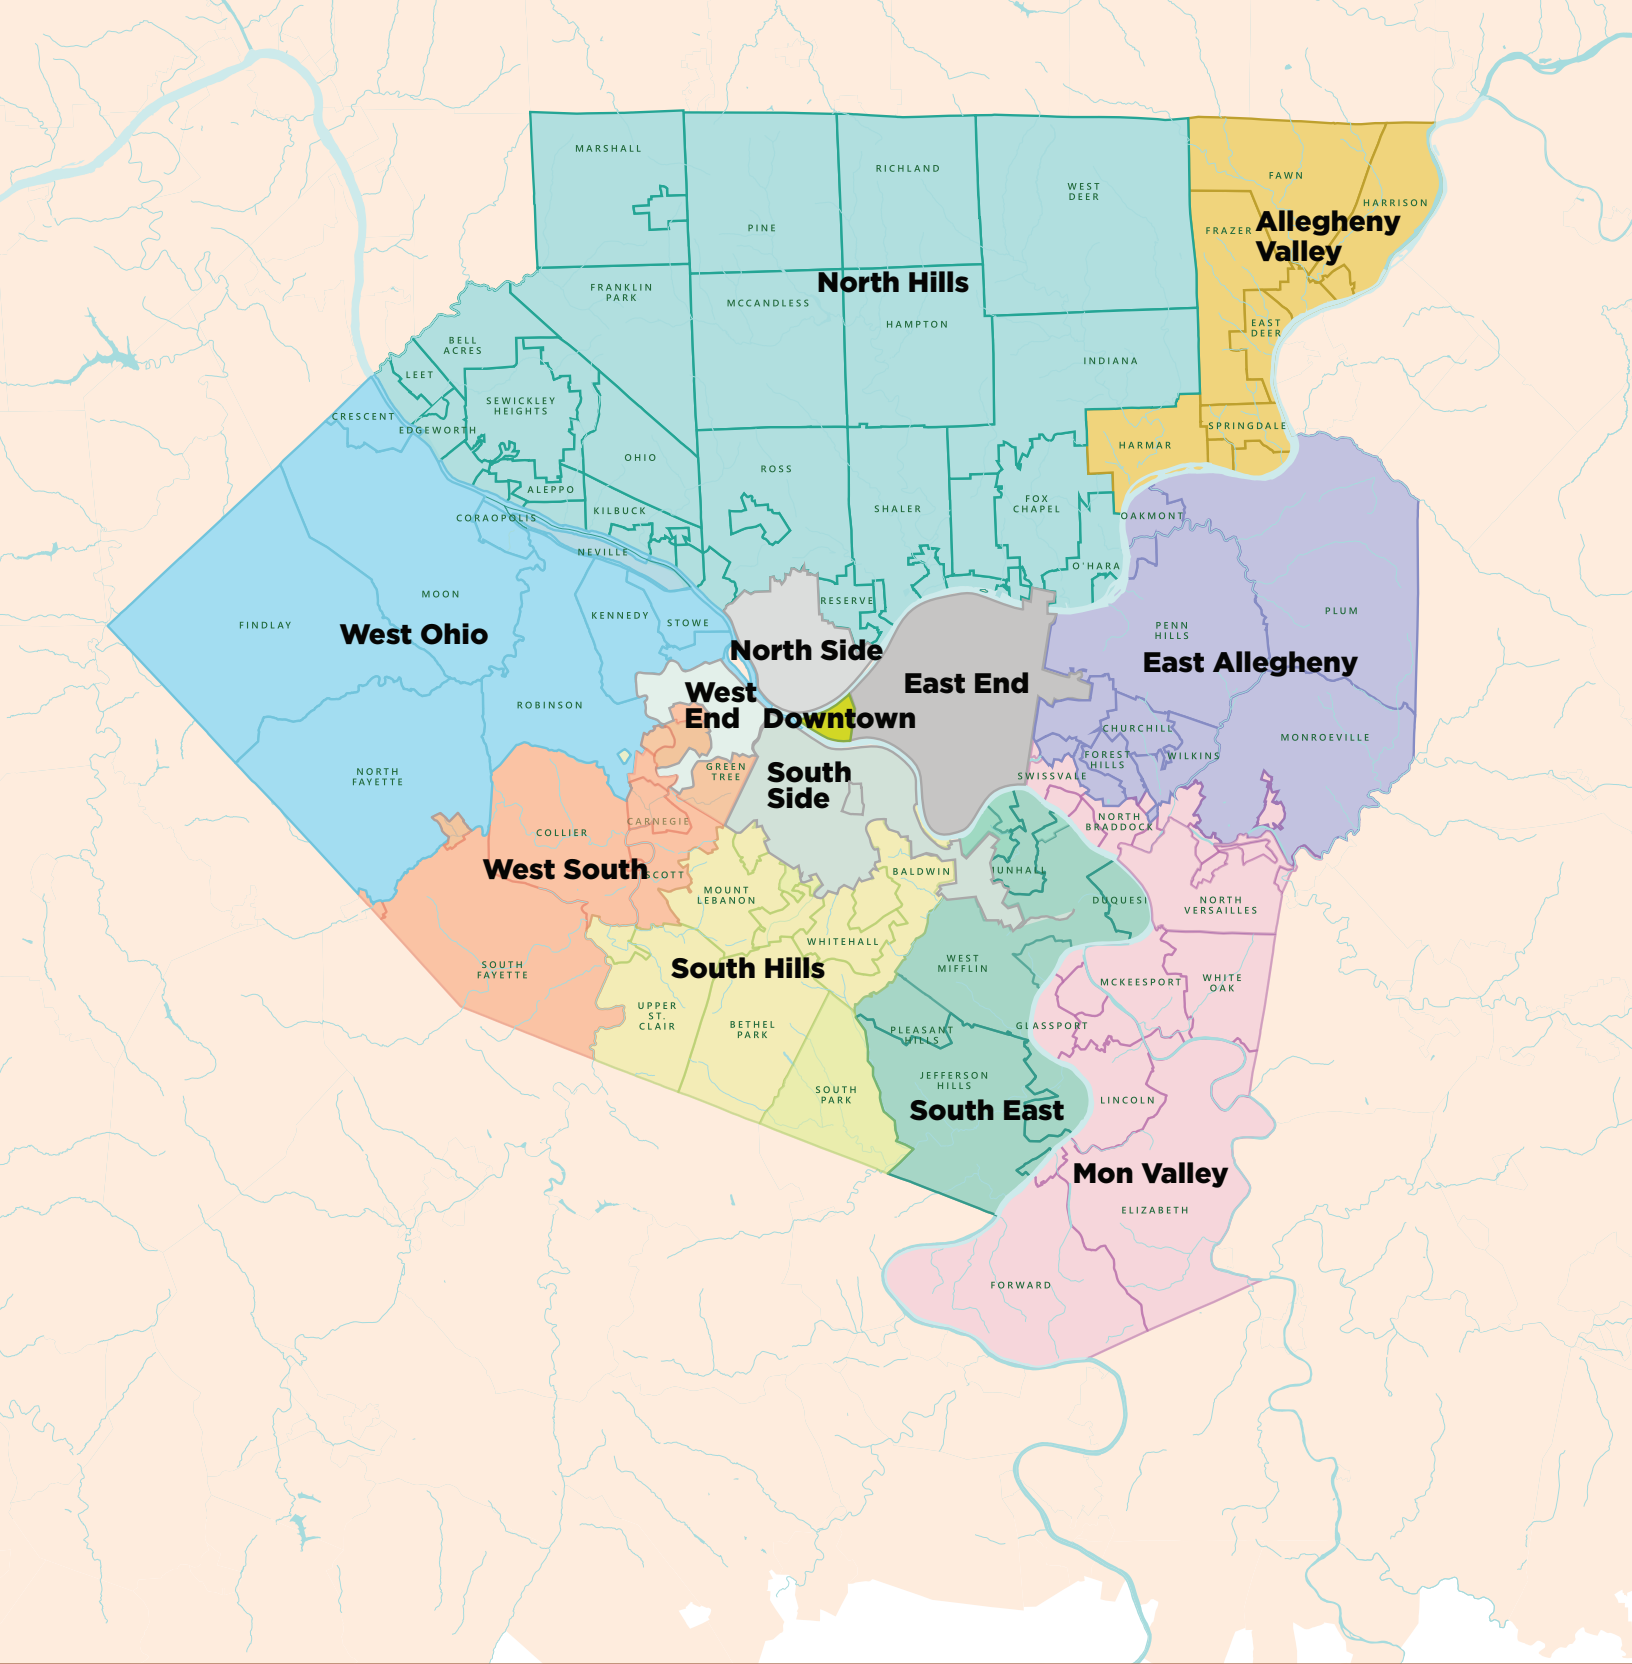 MARSHALL
RICHLAND
WEST
DEER
FAWN
HARRISON
PINE
FRAZER
Allegheny
Valley
North Hills
FRANKLIN
PARK
MCCANDLESS
HAMPTON
EAST
DEER
BELL
ACRES
LEET
INDIANA
SEWICKLEY
HEIGHTS
CRESCENT
EDGEWORTH
SPRINGDALE
HARMAR
OHIO
ROSS
ALEPPO
FOX
CHAPEL
SHALER
KILBUCK
CORAOPOLIS
OAKMONT
NEVILLE
O'HARA
MOON
RESERVE
KENNEDY
STOWE
FINDLAY
West Ohio
PENN
HILLS
PLUM
North Side
East Allegheny
East End
West
End
Downtown
ROBINSON
CHURCHILL
MONROEVILLE
FOREST
HILLS
WILKINS
NORTH
FAYETTE
GREEN
TREE
South
Side
SWISSVALE
CARNEGIE
NORTH
BRADDOCK
COLLIER
West South
SCOTT
BALDWIN
MUNHALL
MOUNT
LEBANON
DUQUESN
NORTH
VERSAILLES
WHITEHALL
SOUTH
FAYETTE
South Hills
WEST
MIFFLIN
MCKEESPORT
WHITE
OAK
UPPER
ST.
CLAIR
BETHEL
PARK
GLASSPORT
PLEASANT
HILLS
JEFFERSON
HILLS
SOUTH
PARK
LINCOLN
South East
Mon Valley
ELIZABETH
FORWARD